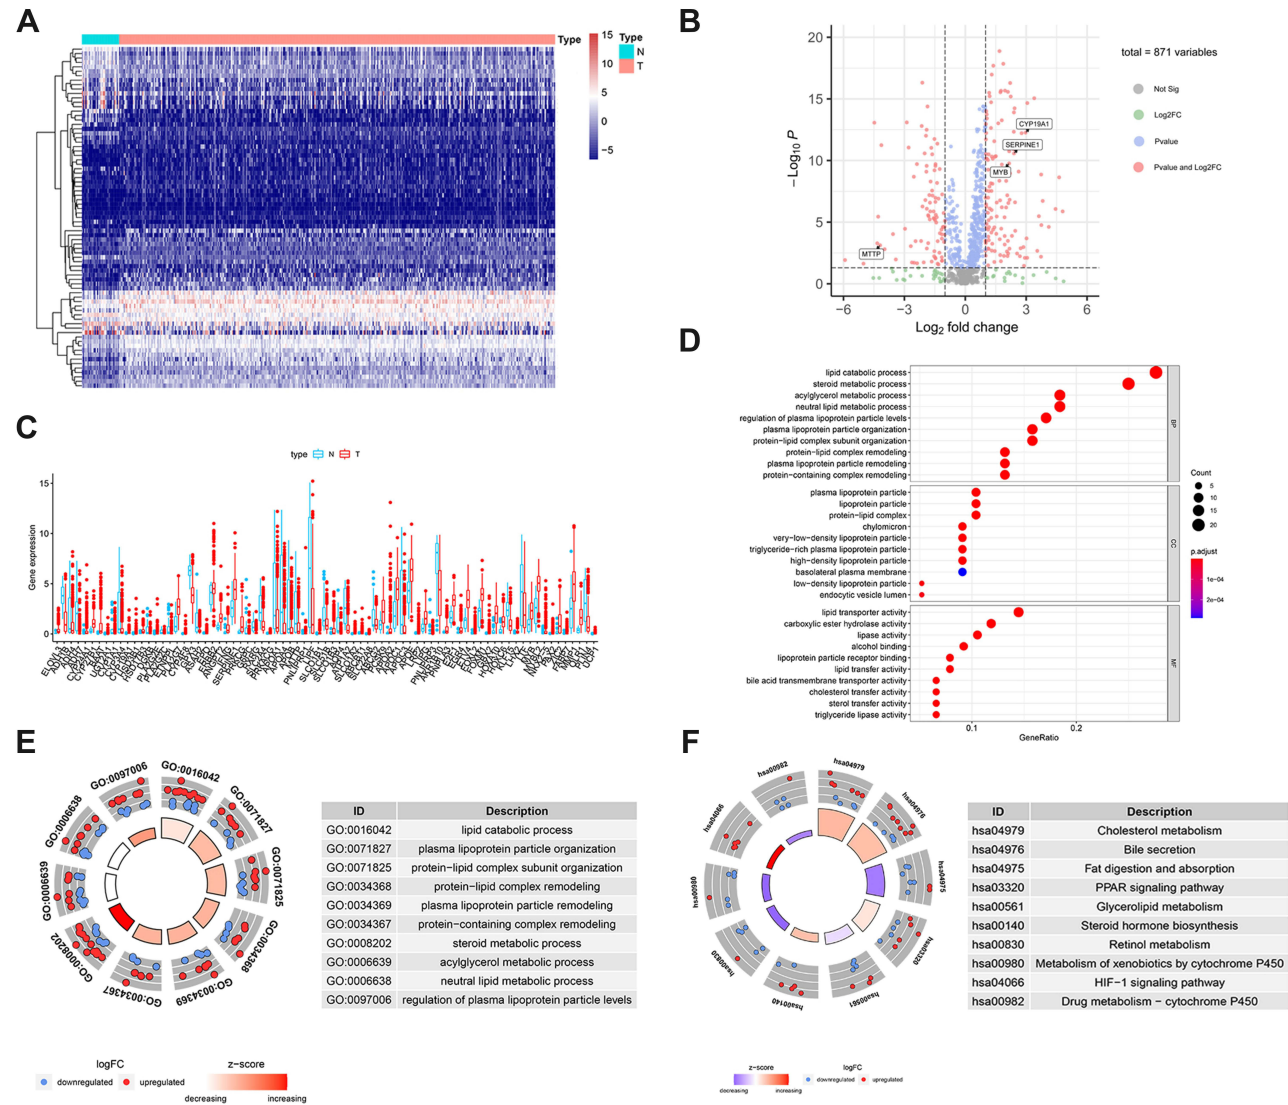 A
Type
Type
N
T
15
10
5
0
−5
B
20
15
10
5
0
−Log10 P
−6
−3
0
3
6
Log2 fold change
CYP19A1
SERPINE1
MYB
MTTP
total = 871 variables
Not Sig
Log2FC
Pvalue
Pvalue and Log2FC
C
type N T
Gene expression
15
10
5
0
D
lipid catabolic process
steroid metabolic process
acylglycerol metabolic process
neutral lipid metabolic process
regulation of plasma lipoprotein particle levels
plasma lipoprotein particle organization
protein-lipid complex subunit organization
protein-lipid complex remodeling
plasma lipoprotein particle remodeling
protein-containing complex remodeling
BP
plasma lipoprotein particle
lipoprotein particle
protein-lipid complex
chylomicron
very-low-density lipoprotein particle
triglyceride-rich plasma lipoprotein particle
high-density lipoprotein particle
basolateral plasma membrane
low-density lipoprotein particle
endocytic vesicle lumen
CC
lipid transporter activity
carboxylic ester hydrolase activity
lipase activity
alcohol binding
lipoprotein particle receptor binding
lipid transfer activity
bile acid transmembrane transporter activity
cholesterol transfer activity
sterol transfer activity
triglyceride lipase activity
MF
0.1
0.2
GeneRatio
Count
5
10
15
20
p.adjust
1e−04
2e−04
E
GO:0016042
GO:0071827
GO:0071825
GO:0034368
GO:0034369
GO:0034367
GO:0008202
GO:0006639
GO:0006638
GO:0097006
ID Description
GO:0016042 lipid catabolic process
GO:0071827 plasma lipoprotein particle organization
GO:0071825 protein−lipid complex subunit organization
GO:0034368 protein−lipid complex remodeling
GO:0034369 plasma lipoprotein particle remodeling
GO:0034367 protein−containing complex remodeling
GO:0008202 steroid metabolic process
GO:0006639 acylglycerol metabolic process
GO:0006638 neutral lipid metabolic process
GO:0097006 regulation of plasma lipoprotein particle levels
logFC
downregulated upregulated
z−score
decreasing increasing
F
hsa04979
hsa04976
hsa04975
hsa03320
hsa00561
hsa00140
hsa00830
hsa00980
hsa04066
hsa00982
ID Description
hsa04979 Cholesterol metabolism
hsa04976 Bile secretion
hsa04975 Fat digestion and absorption
hsa03320 PPAR signaling pathway
hsa00561 Glycerolipid metabolism
hsa00140 Steroid hormone biosynthesis
hsa00830 Retinol metabolism
hsa00980 Metabolism of xenobiotics by cytochrome P450
hsa04066 HIF−1 signaling pathway
hsa00982 Drug metabolism − cytochrome P450
z−score
decreasing increasing
logFC
downregulated upregulated